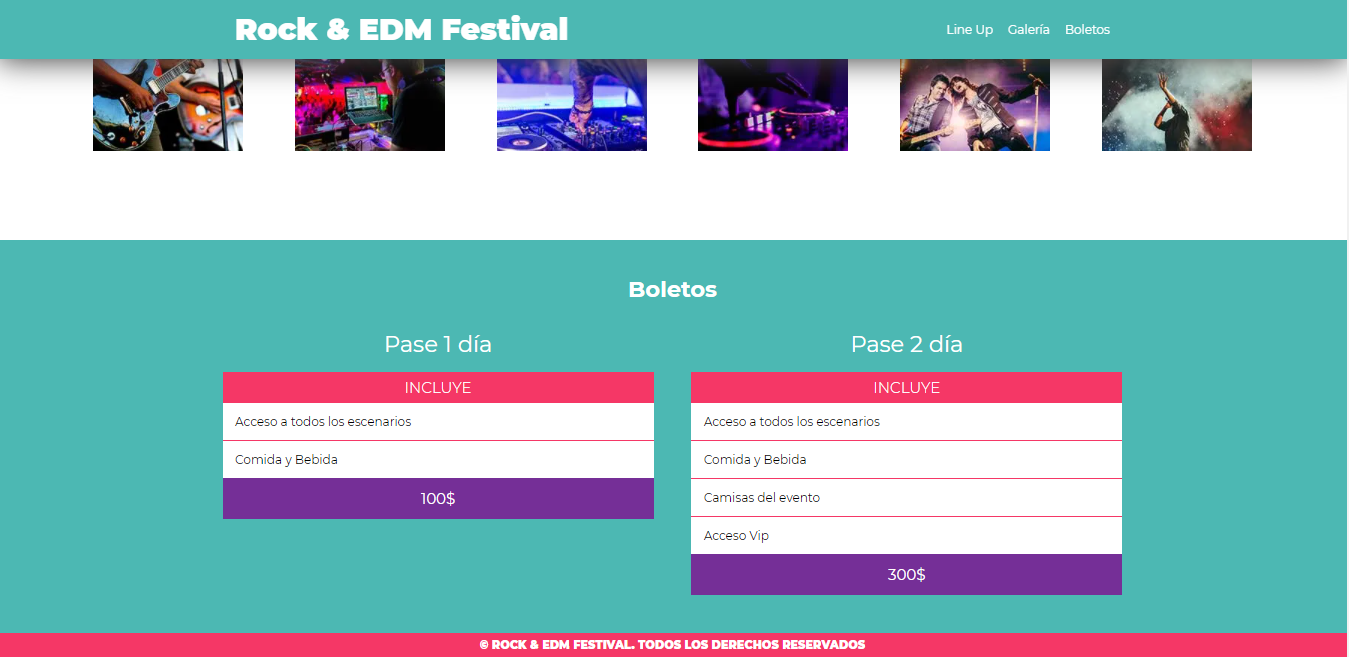 Rock & EDM Festival
Line Up Galería Boletos
Boletos
Pase 1 día
INCLUYE
Acceso a todos los escenarios
Comida y Bebida
100$
Pase 2 día
INCLUYE
Acceso a todos los escenarios
Comida y Bebida
Camisas del evento
Acceso Vip
300$
© ROCK & EDM FESTIVAL. TODOS LOS DERECHOS RESERVADOS